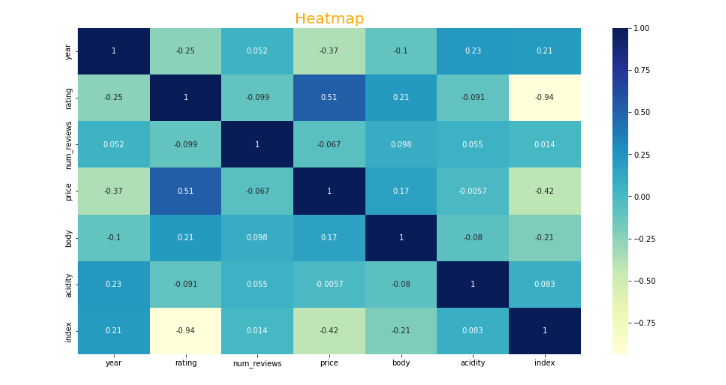 Heatmap
year 1 -0.25 0.052 -0.37 -0.1 0.23 0.21
rating -0.25 1 -0.099 0.51 0.21 -0.091 -0.94
num_reviews 0.052 -0.099 1 -0.067 0.098 0.055 0.014
price -0.37 0.51 -0.067 1 0.17 -0.0057 -0.42
body -0.1 0.21 0.098 0.17 1 -0.08 -0.21
acidity 0.23 -0.091 0.055 -0.0057 -0.08 1 0.083
index 0.21 -0.94 0.014 -0.42 -0.21 0.083 1
year rating num_reviews price body acidity index
1.00
0.75
0.50
0.25
0.00
−0.25
−0.50
−0.75